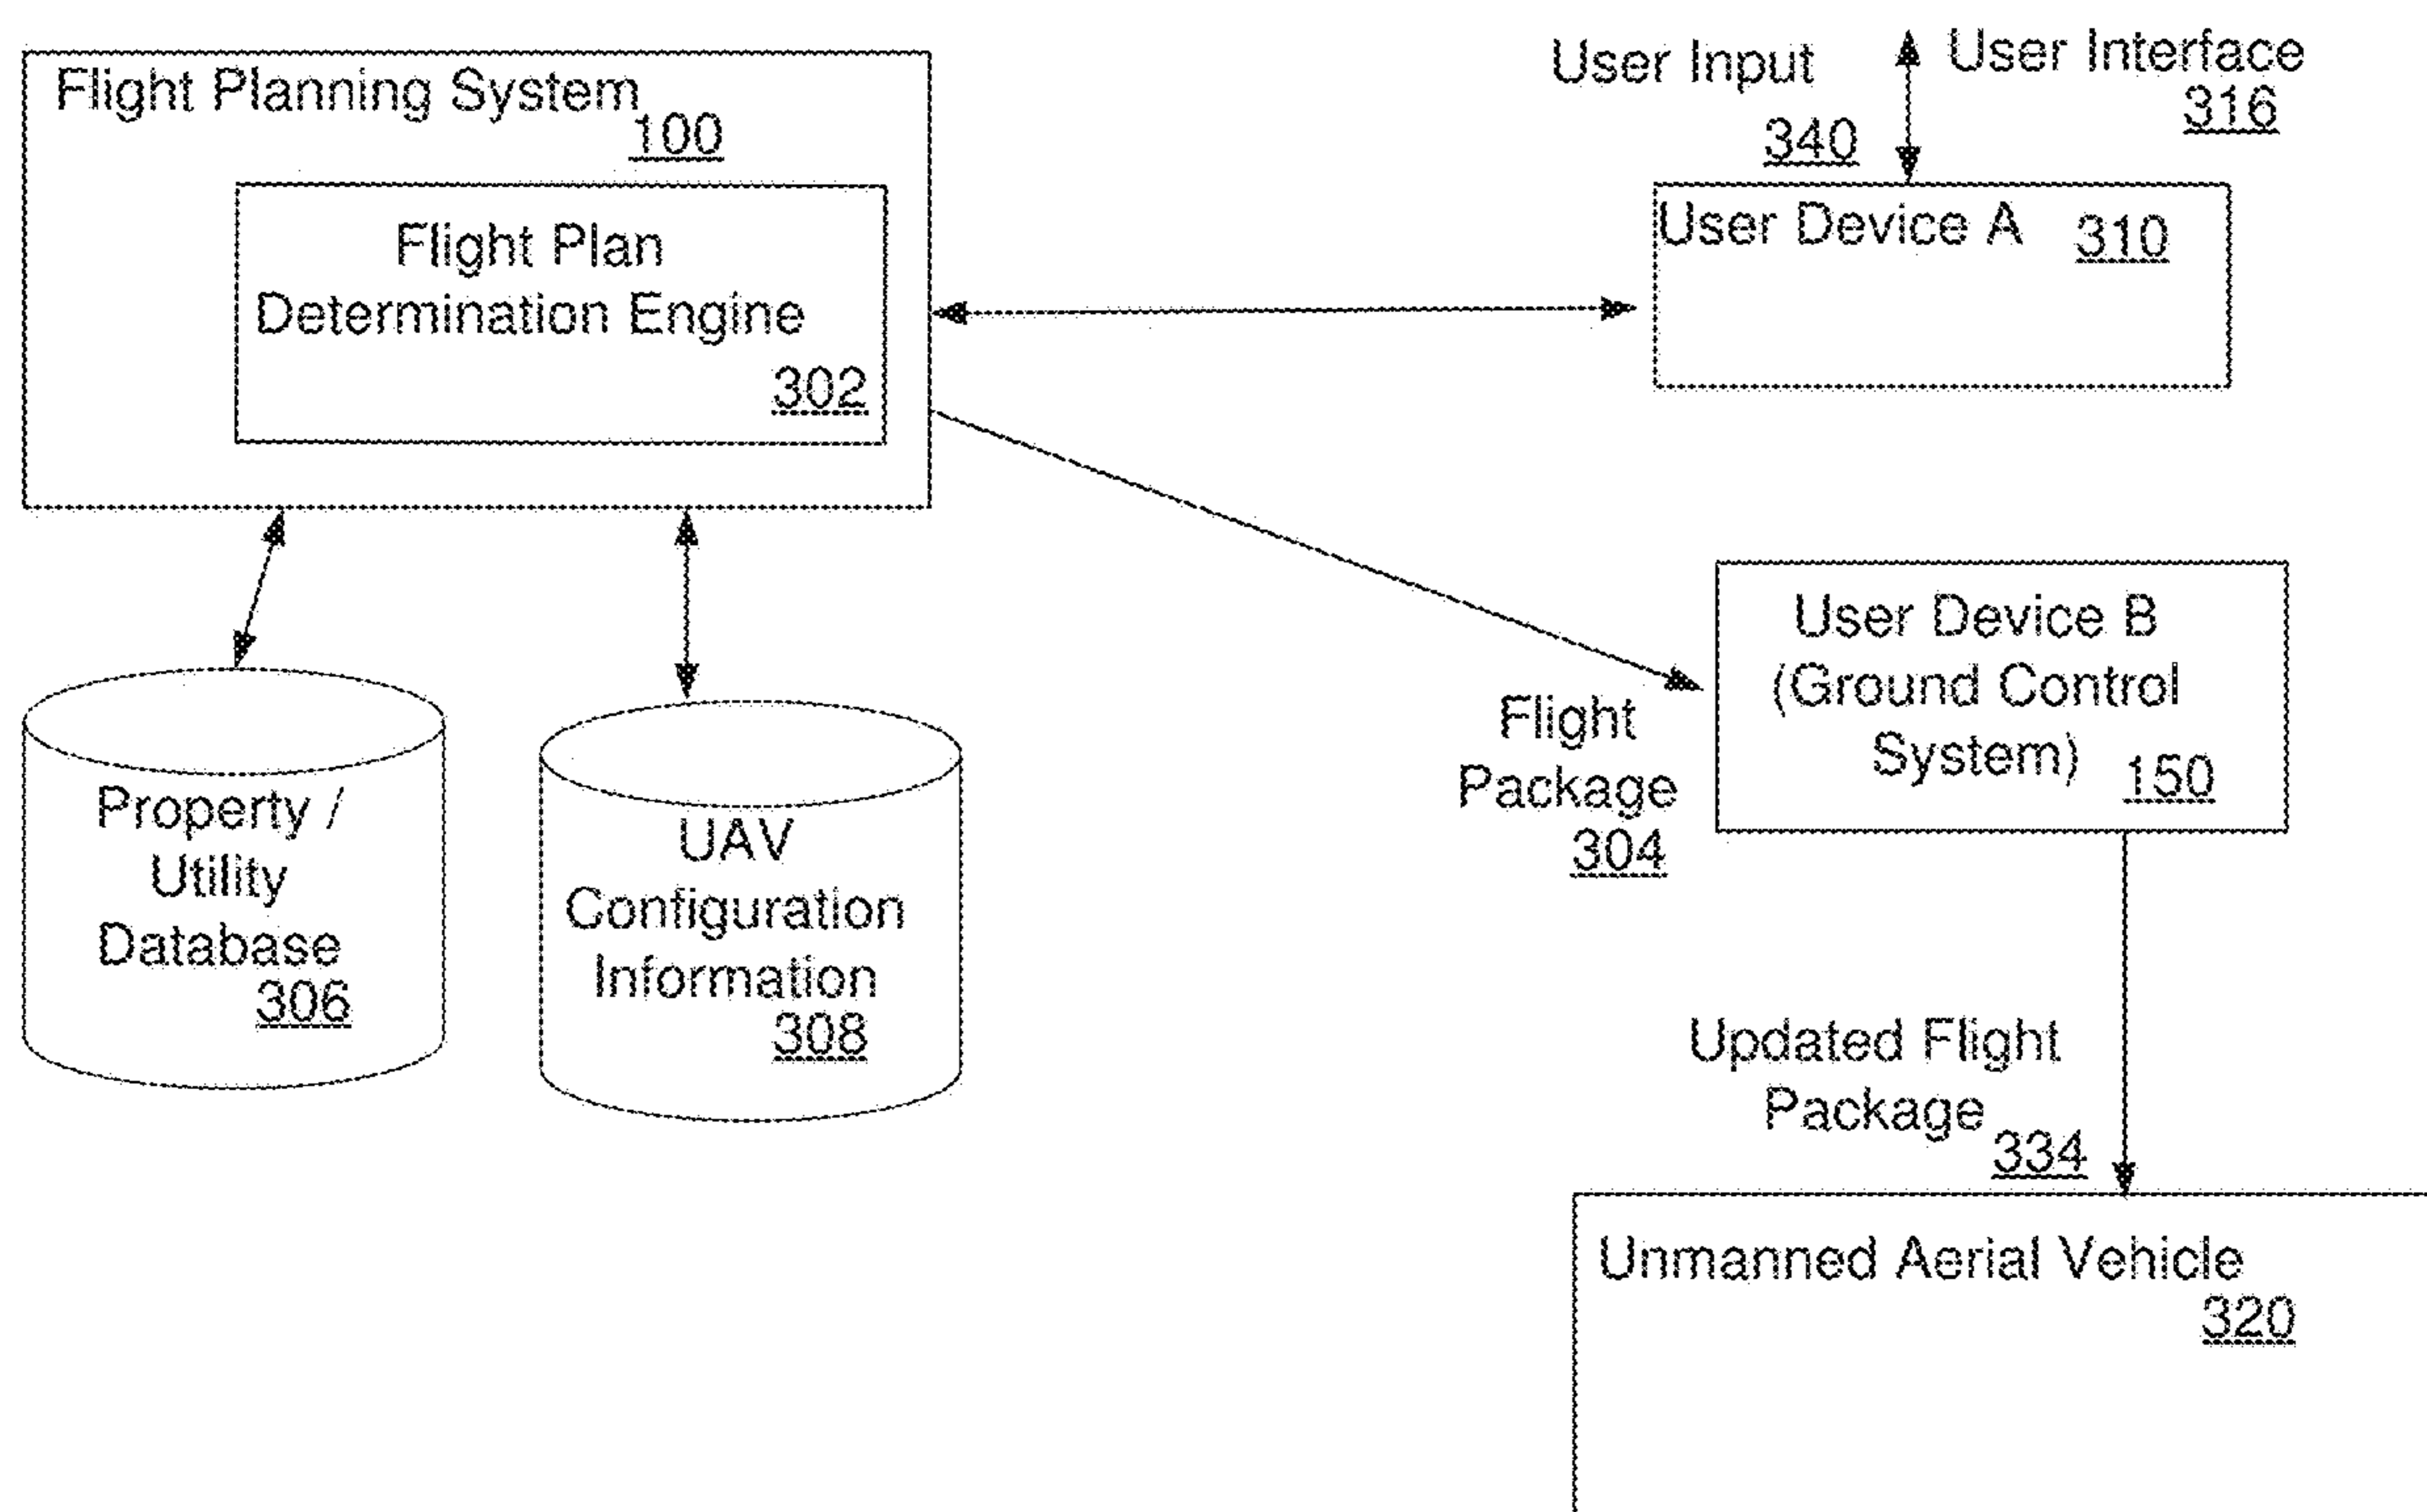 Flight Planning System
100
Flight Plan
Determination Engine
302
User Input
340
User Interface
316
User Device A 310
Property /
Utility
Database
306
UAV
Configuration
Information
308
Flight
Package
304
User Device B
(Ground Control
System) 150
Updated Flight
Package
334
Unmanned Aerial Vehicle
320